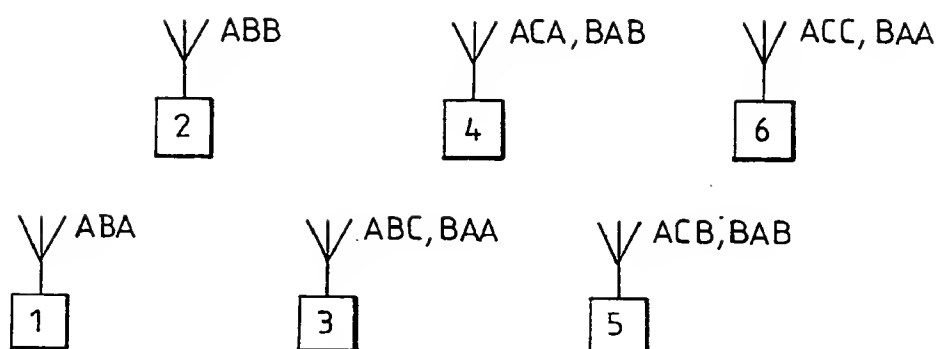 ABB ACA, BAB ACC, BAA
2 4 6
ABA ABC, BAA ACB, BAB
1 3 5